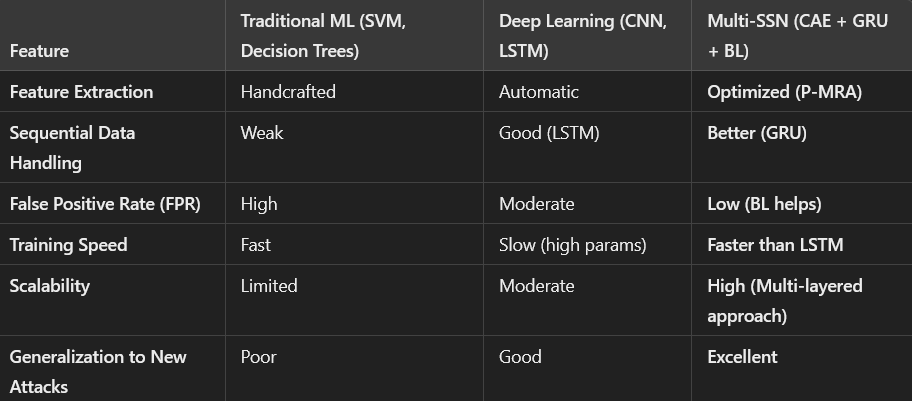 Feature
Traditional ML (SVM,
Decision Trees)
Deep Learning (CNN,
LSTM)
Multi-SSN (CAE + GRU
+ BL)
Feature Extraction
Handcrafted
Automatic
Optimized (P-MRA)
Sequential Data
Handling
Weak
Good (LSTM)
Better (GRU)
False Positive Rate (FPR)
High
Moderate
Low (BL helps)
Training Speed
Fast
Slow (high params)
Faster than LSTM
Scalability
Limited
Moderate
High (Multi-layered
approach)
Generalization to New
Attacks
Poor
Good
Excellent